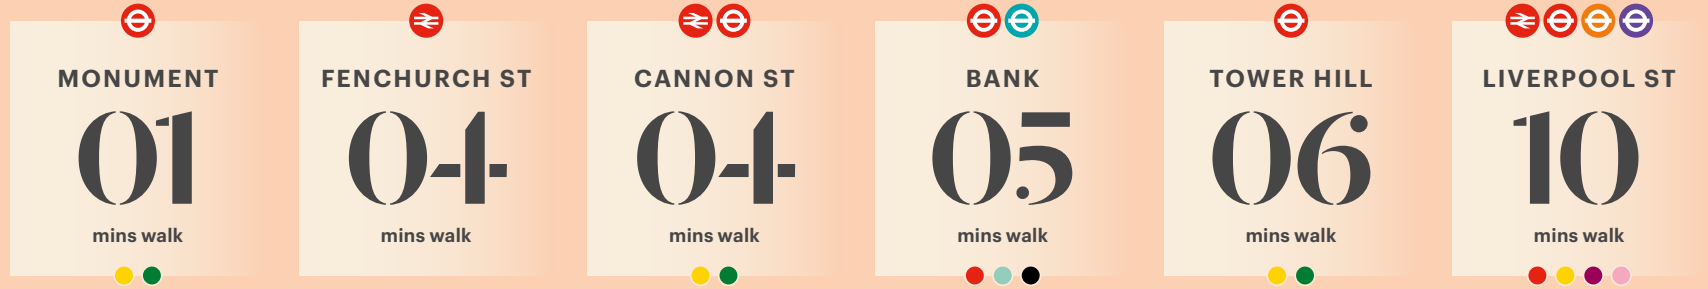 MONUMENT
01
mins walk
FENCHURCH ST
04
mins walk
CANNON ST
04
mins walk
BANK
05
mins walk
TOWER HILL
06
mins walk
LIVERPOOL ST
10
mins walk